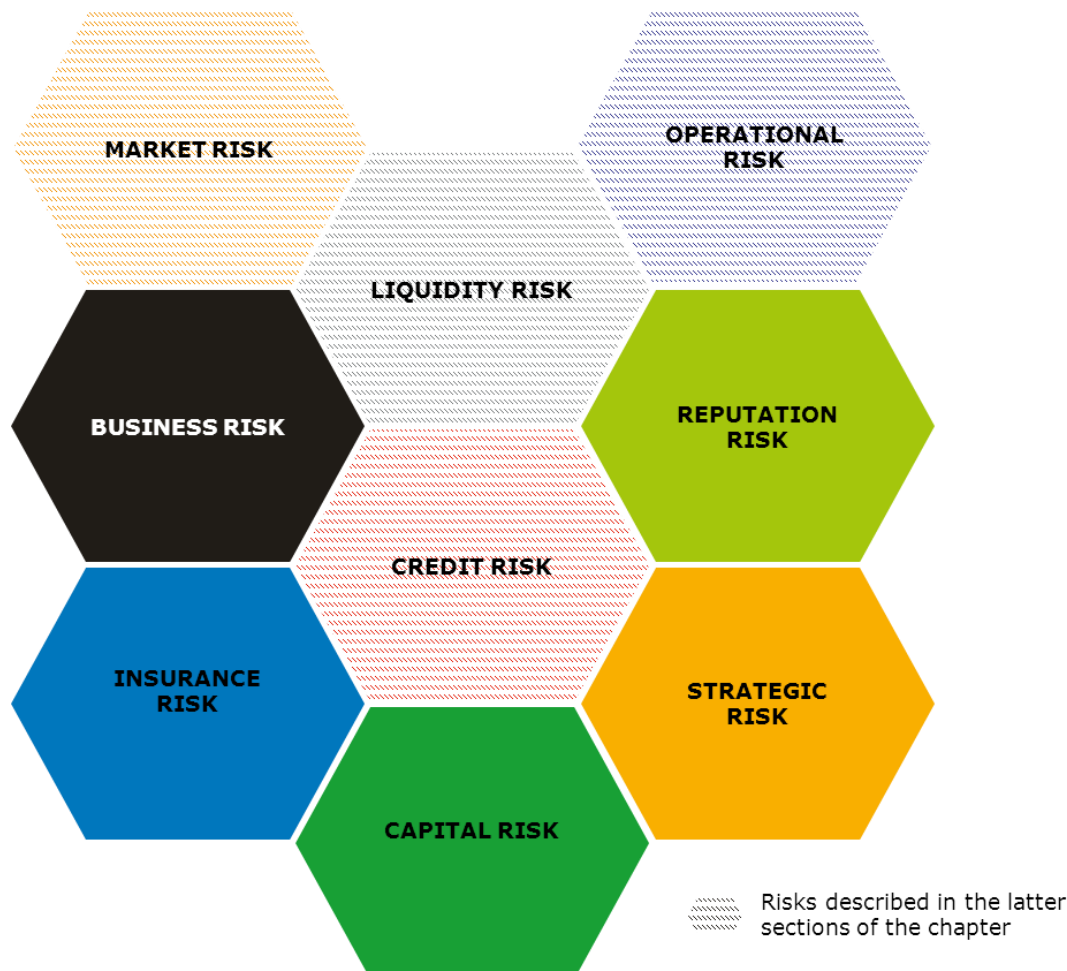 MARKET RISK
OPERATIONAL
RISK
LIQUIDITY RISK
BUSINESS RISK
REPUTATION
RISK
CREDIT RISK
INSURANCE
RISK
STRATEGIC
RISK
CAPITAL RISK
Risks described in the latter
sections of the chapter